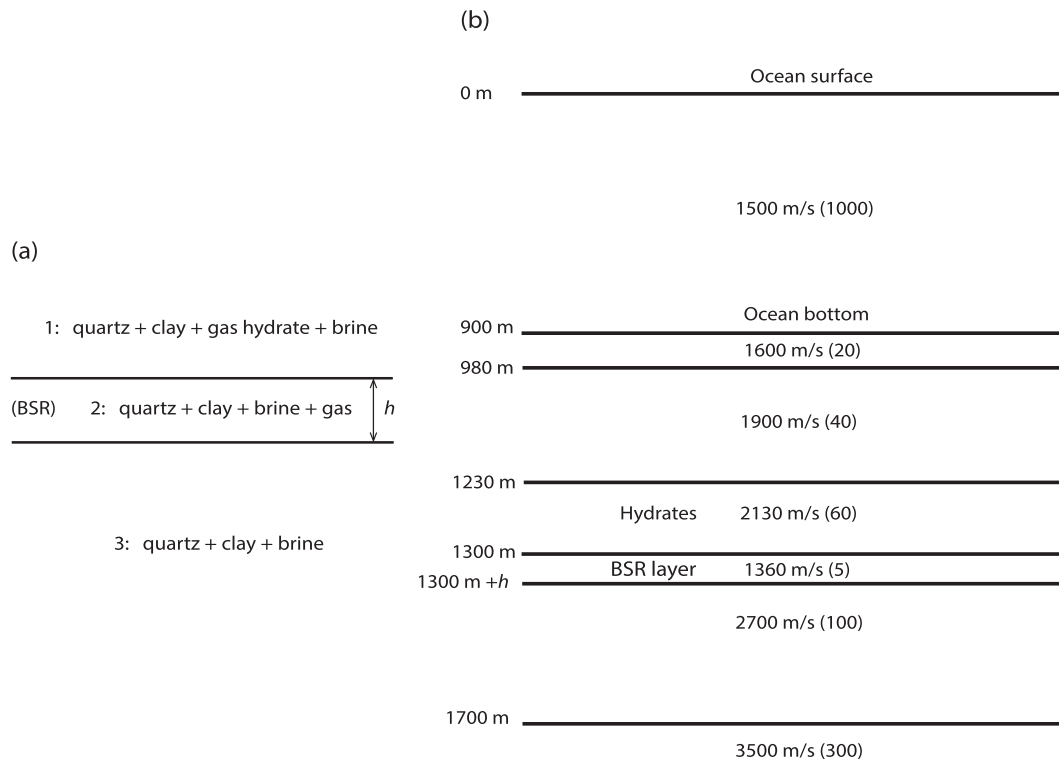 (a)
1: quartz + clay + gas hydrate + brine
(BSR) 2: quartz + clay + brine + gas h
3: quartz + clay + brine
(b)
Ocean surface
0 m
1500 m/s (1000)
Ocean bottom
900 m
1600 m/s (20)
980 m
1900 m/s (40)
1230 m
Hydrates 2130 m/s (60)
1300 m
BSR layer 1360 m/s (5)
1300 m +h
2700 m/s (100)
1700 m
3500 m/s (300)